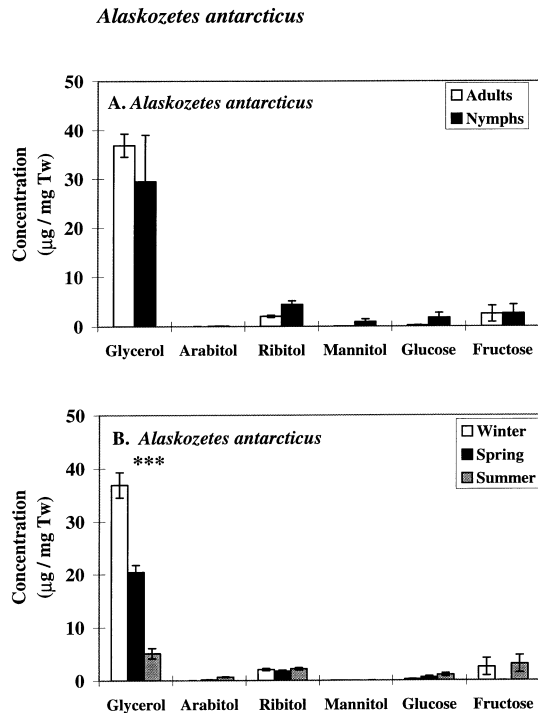 Alaskozetes antarcticus
A. Alaskozetes antarcticus
Adults
Nymphs
Concentration
(µg / mg Tw)
50
40
30
20
10
0
Glycerol Arabitol Ribitol Mannitol Glucose Fructose
B. Alaskozetes antarcticus
***
Winter
Spring
Summer
Concentration
(µg / mg Tw)
50
40
30
20
10
0
Glycerol Arabitol Ribitol Mannitol Glucose Fructose